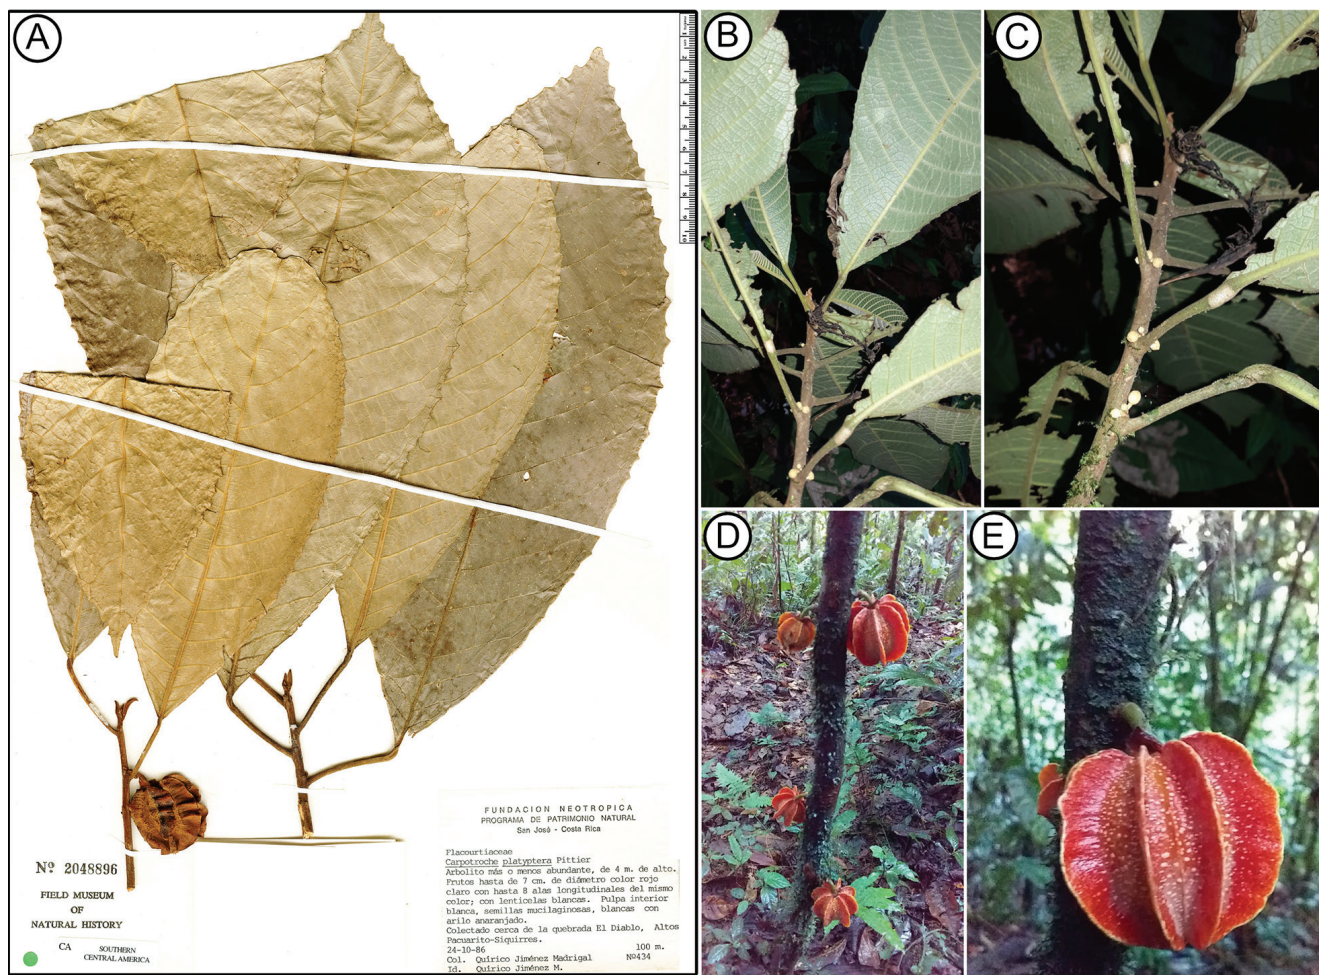 A
B
C
D
E
FUNDACION NEOTROPICA
PROGRAMA DE PATRIMONIO NATURAL
San José - Costa Rica
Flacourtiaceae
Carpotroche platyptera Pittier
Arbolito más o menos abundante, de 4 m. de alto.
Frutos hasta de 7 cm. de diámetro color rojo
claro con hasta 8 alas longitudinales del mismo
color; con lenticelas blancas. Pulpa interior
blanca, semillas mucilaginosas, blancas con
arilo anaranjado.
Colectado cerca de la quebrada El Diablo, Altos
Pacuarito-Siquirres.
24-10-86 100 m.
Col. Quírico Jiménez Madrigal Nº434
Id. Quírico Jiménez M.
Nº 2048896
FIELD MUSEUM
OF
NATURAL HISTORY
CA SOUTHERN
CENTRAL AMERICA